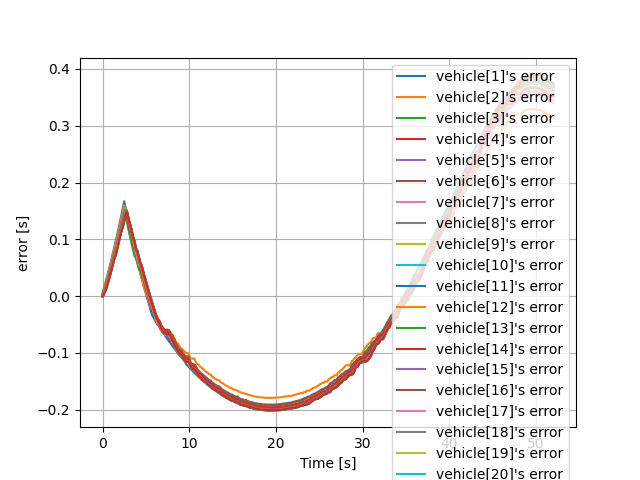 0.4
0.3
0.2
0.1
0.0
−0.1
−0.2
error [s]
0
10
20
30
40
50
Time [s]
vehicle[1]'s error
vehicle[2]'s error
vehicle[3]'s error
vehicle[4]'s error
vehicle[5]'s error
vehicle[6]'s error
vehicle[7]'s error
vehicle[8]'s error
vehicle[9]'s error
vehicle[10]'s error
vehicle[11]'s error
vehicle[12]'s error
vehicle[13]'s error
vehicle[14]'s error
vehicle[15]'s error
vehicle[16]'s error
vehicle[17]'s error
vehicle[18]'s error
vehicle[19]'s error
vehicle[20]'s error